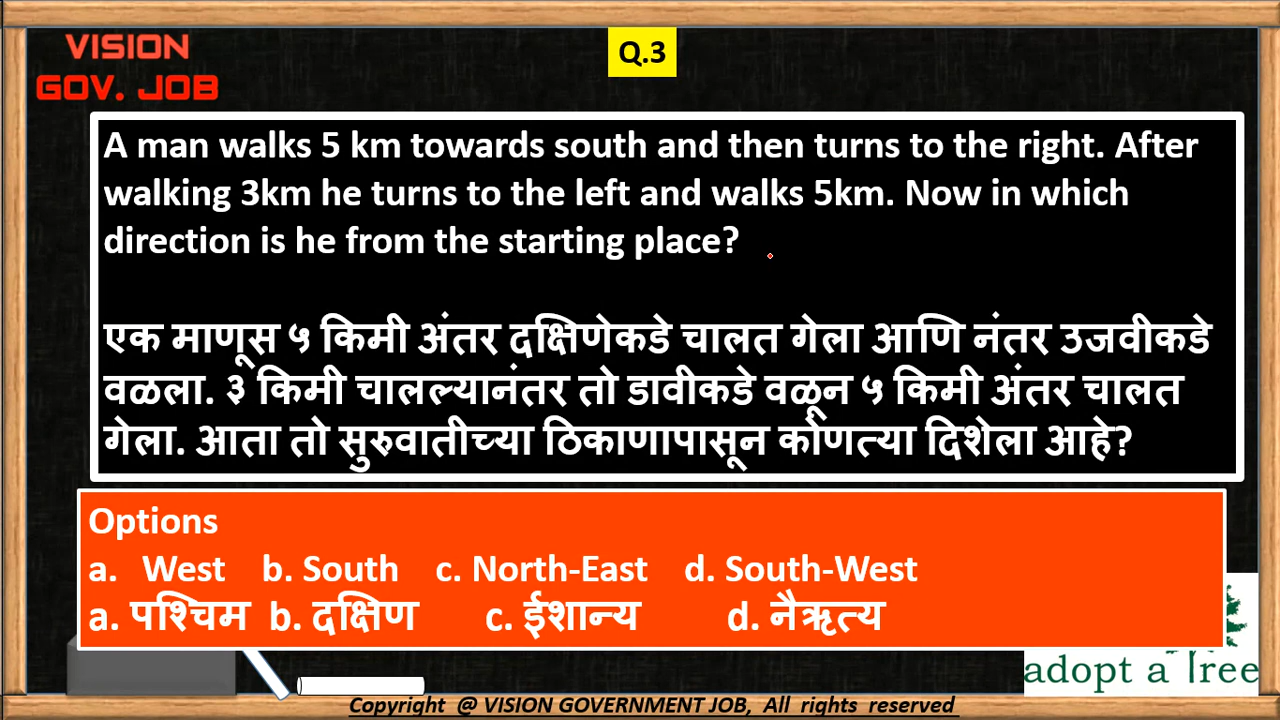 VISION
GOV. JOB
Q.3
A man walks 5 km towards south and then turns to the right. After
walking 3km he turns to the left and walks 5km. Now in which
direction is he from the starting place?
एक माणूस ५ किमी अंतर दक्षिणेकडे चालत गेला आणि नंतर उजवीकडे
वळला. ३ किमी चालल्यानंतर तो डावीकडे वळून ५ किमी अंतर चालत
गेला. आता तो सुरुवातीच्या ठिकाणापासून कोणत्या दिशेला आहे?
Options
a. West b. South c. North-East d. South-West
a. पश्चिम b. दक्षिण c. ईशान्य d. नैऋत्य
adopt a Tree
Copyright @ VISION GOVERNMENT JOB, All rights reserved